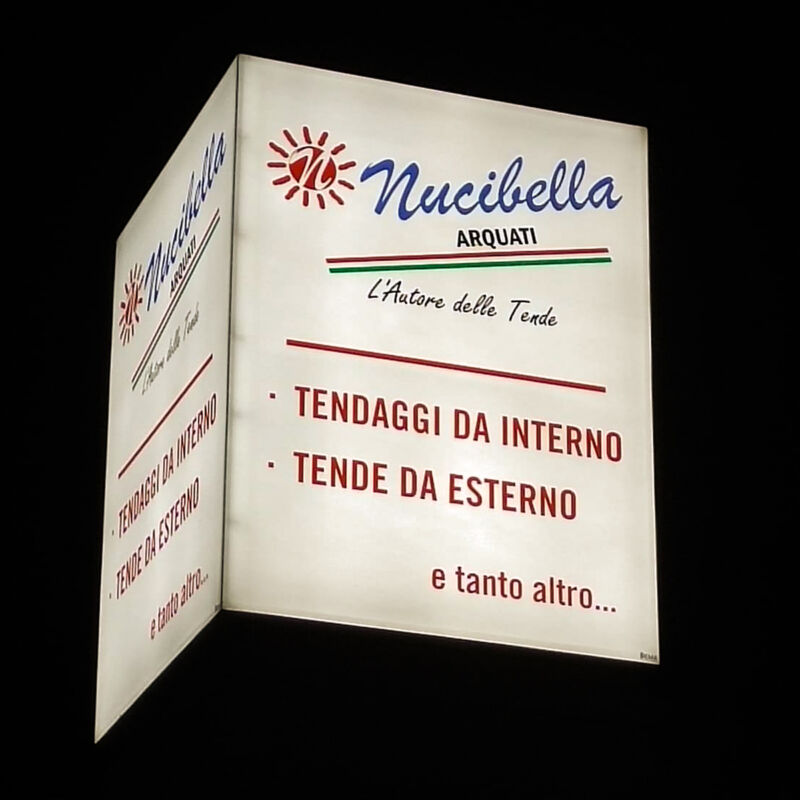 Nucibella
ARQUATI
L'Autore delle Tende
· TENDAGGI DA INTERNO
· TENDE DA ESTERNO
e tanto altro...
Nucibella
ARQUATI
L'Autore delle Tende
· TENDAGGI DA INTERNO
· TENDE DA ESTERNO
e tanto altro...